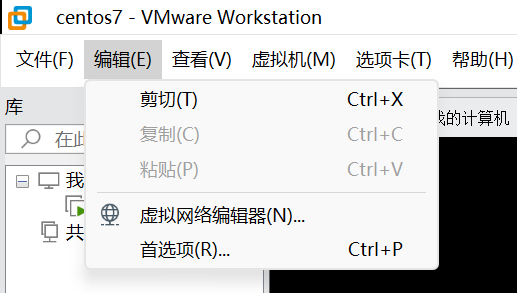 centos7 - VMware Workstation
文件(F) 编辑(E) 查看(V) 虚拟机(M) 选项卡(T) 帮助(H)
库
剪切(T) Ctrl+X
的计算机
在此
复制(C) Ctrl+C
粘贴(P) Ctrl+V
我
共
虚拟网络编辑器(N)...
首选项(R)... Ctrl+P